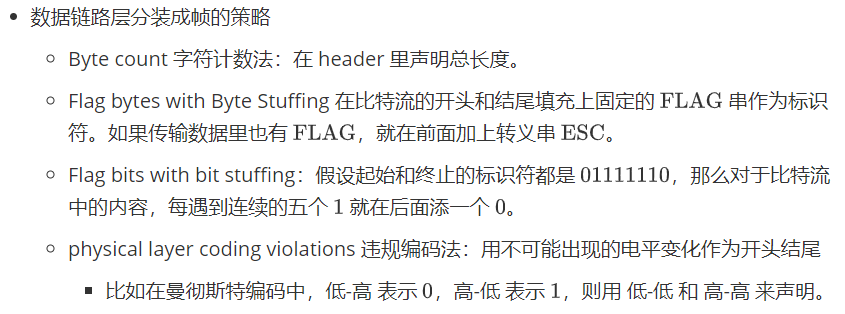 数据链路层分装成帧的策略
Byte count 字符计数法：在 header 里声明总长度。
Flag bytes with Byte Stuffing 在比特流的开头和结尾填充上固定的 FLAG 串作为标识
符。如果传输数据里也有 FLAG，就在前面加上转义串 ESC。
Flag bits with bit stuffing：假设起始和终止的标识符都是 01111110，那么对于比特流
中的内容，每遇到连续的五个 1 就在后面添一个 0。
physical layer coding violations 违规编码法：用不可能出现的电平变化作为开头结尾
比如在曼彻斯特编码中，低-高 表示 0，高-低 表示 1，则用 低-低 和 高-高 来声明。